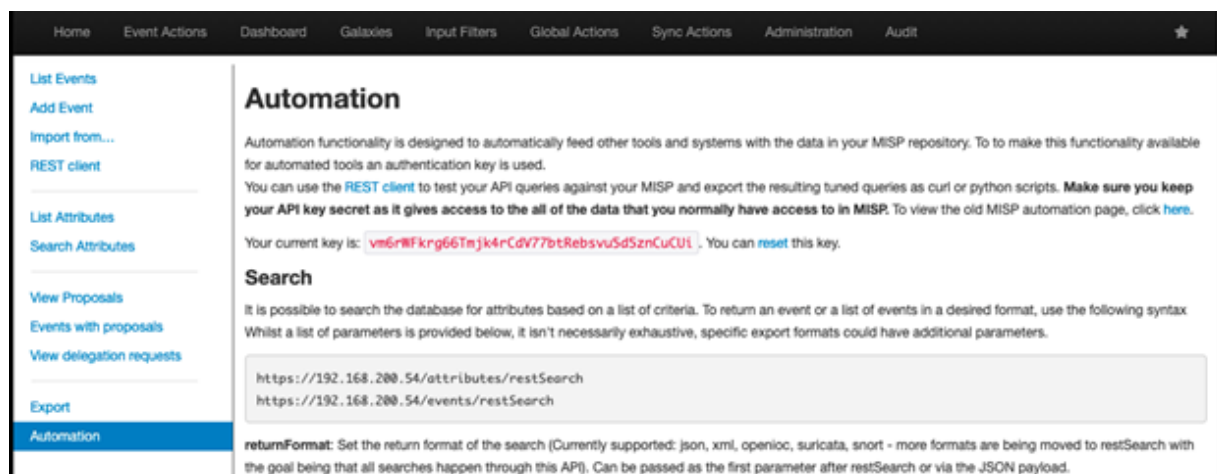 Home Event Actions Dashboard Galaxies Input Filters Global Actions Sync Actions Administration Audit
List Events
Add Event
Import from...
REST client
List Attributes
Search Attributes
View Proposals
Events with proposals
View delegation requests
Export
Automation
Automation
Automation functionality is designed to automatically feed other tools and systems with the data in your MISP repository. To to make this functionality available
for automated tools an authentication key is used.
You can use the REST client to test your API queries against your MISP and export the resulting tuned queries as curl or python scripts. Make sure you keep
your API key secret as it gives access to the all of the data that you normally have access to in MISP. To view the old MISP automation page, click here.
Your current key is: vm6rWFkrg66Tmjk4rCdV77btRebsvuSdSznCuCUi . You can reset this key.
Search
It is possible to search the database for attributes based on a list of criteria. To return an event or a list of events in a desired format, use the following syntax
Whilst a list of parameters is provided below, it isn't necessarily exhaustive, specific export formats could have additional parameters.
https://192.168.200.54/attributes/restSearch
https://192.168.200.54/events/restSearch
returnFormat: Set the return format of the search (Currently supported: json, xml, openioc, suricata, snort - more formats are being moved to restSearch with
the goal being that all searches happen through this API). Can be passed as the first parameter after restSearch or via the JSON payload.